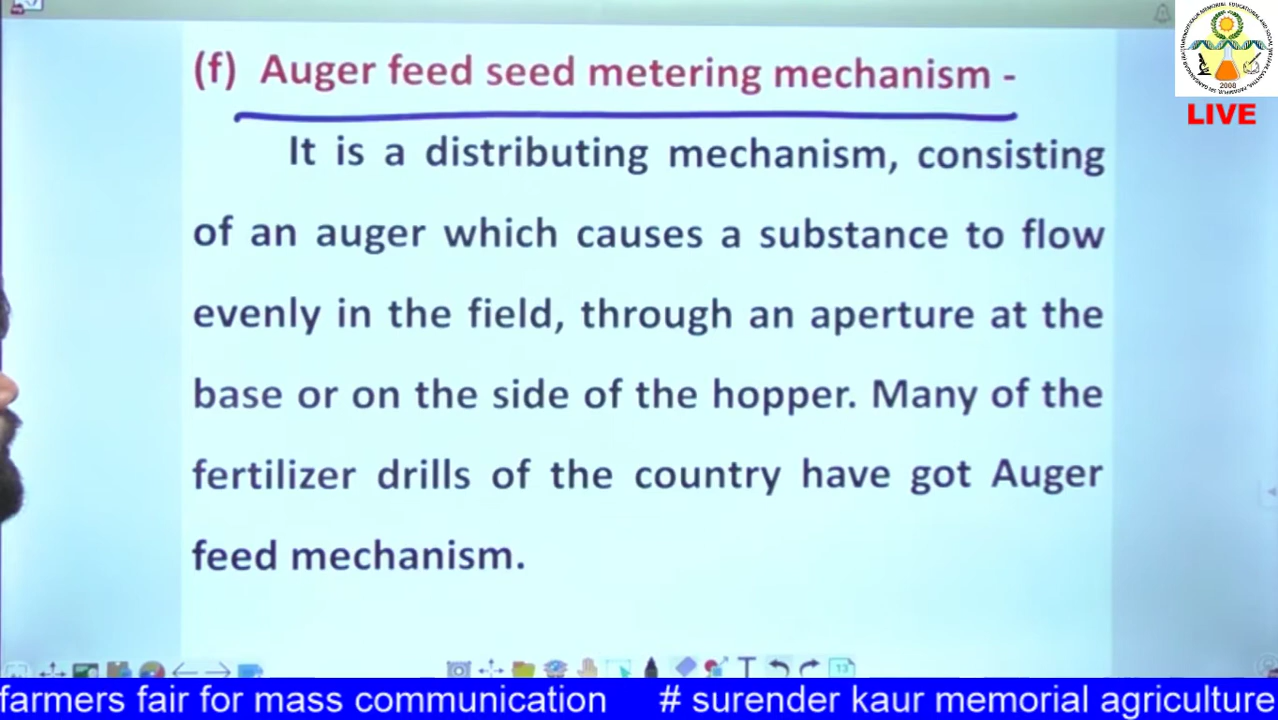 (f) Auger feed seed metering mechanism -
It is a distributing mechanism, consisting
of an auger which causes a substance to flow
evenly in the field, through an aperture at the
base or on the side of the hopper. Many of the
fertilizer drills of the country have got Auger
feed mechanism.
2008
LIVE
T
13
farmers fair for mass communication # surender kaur memorial agriculture